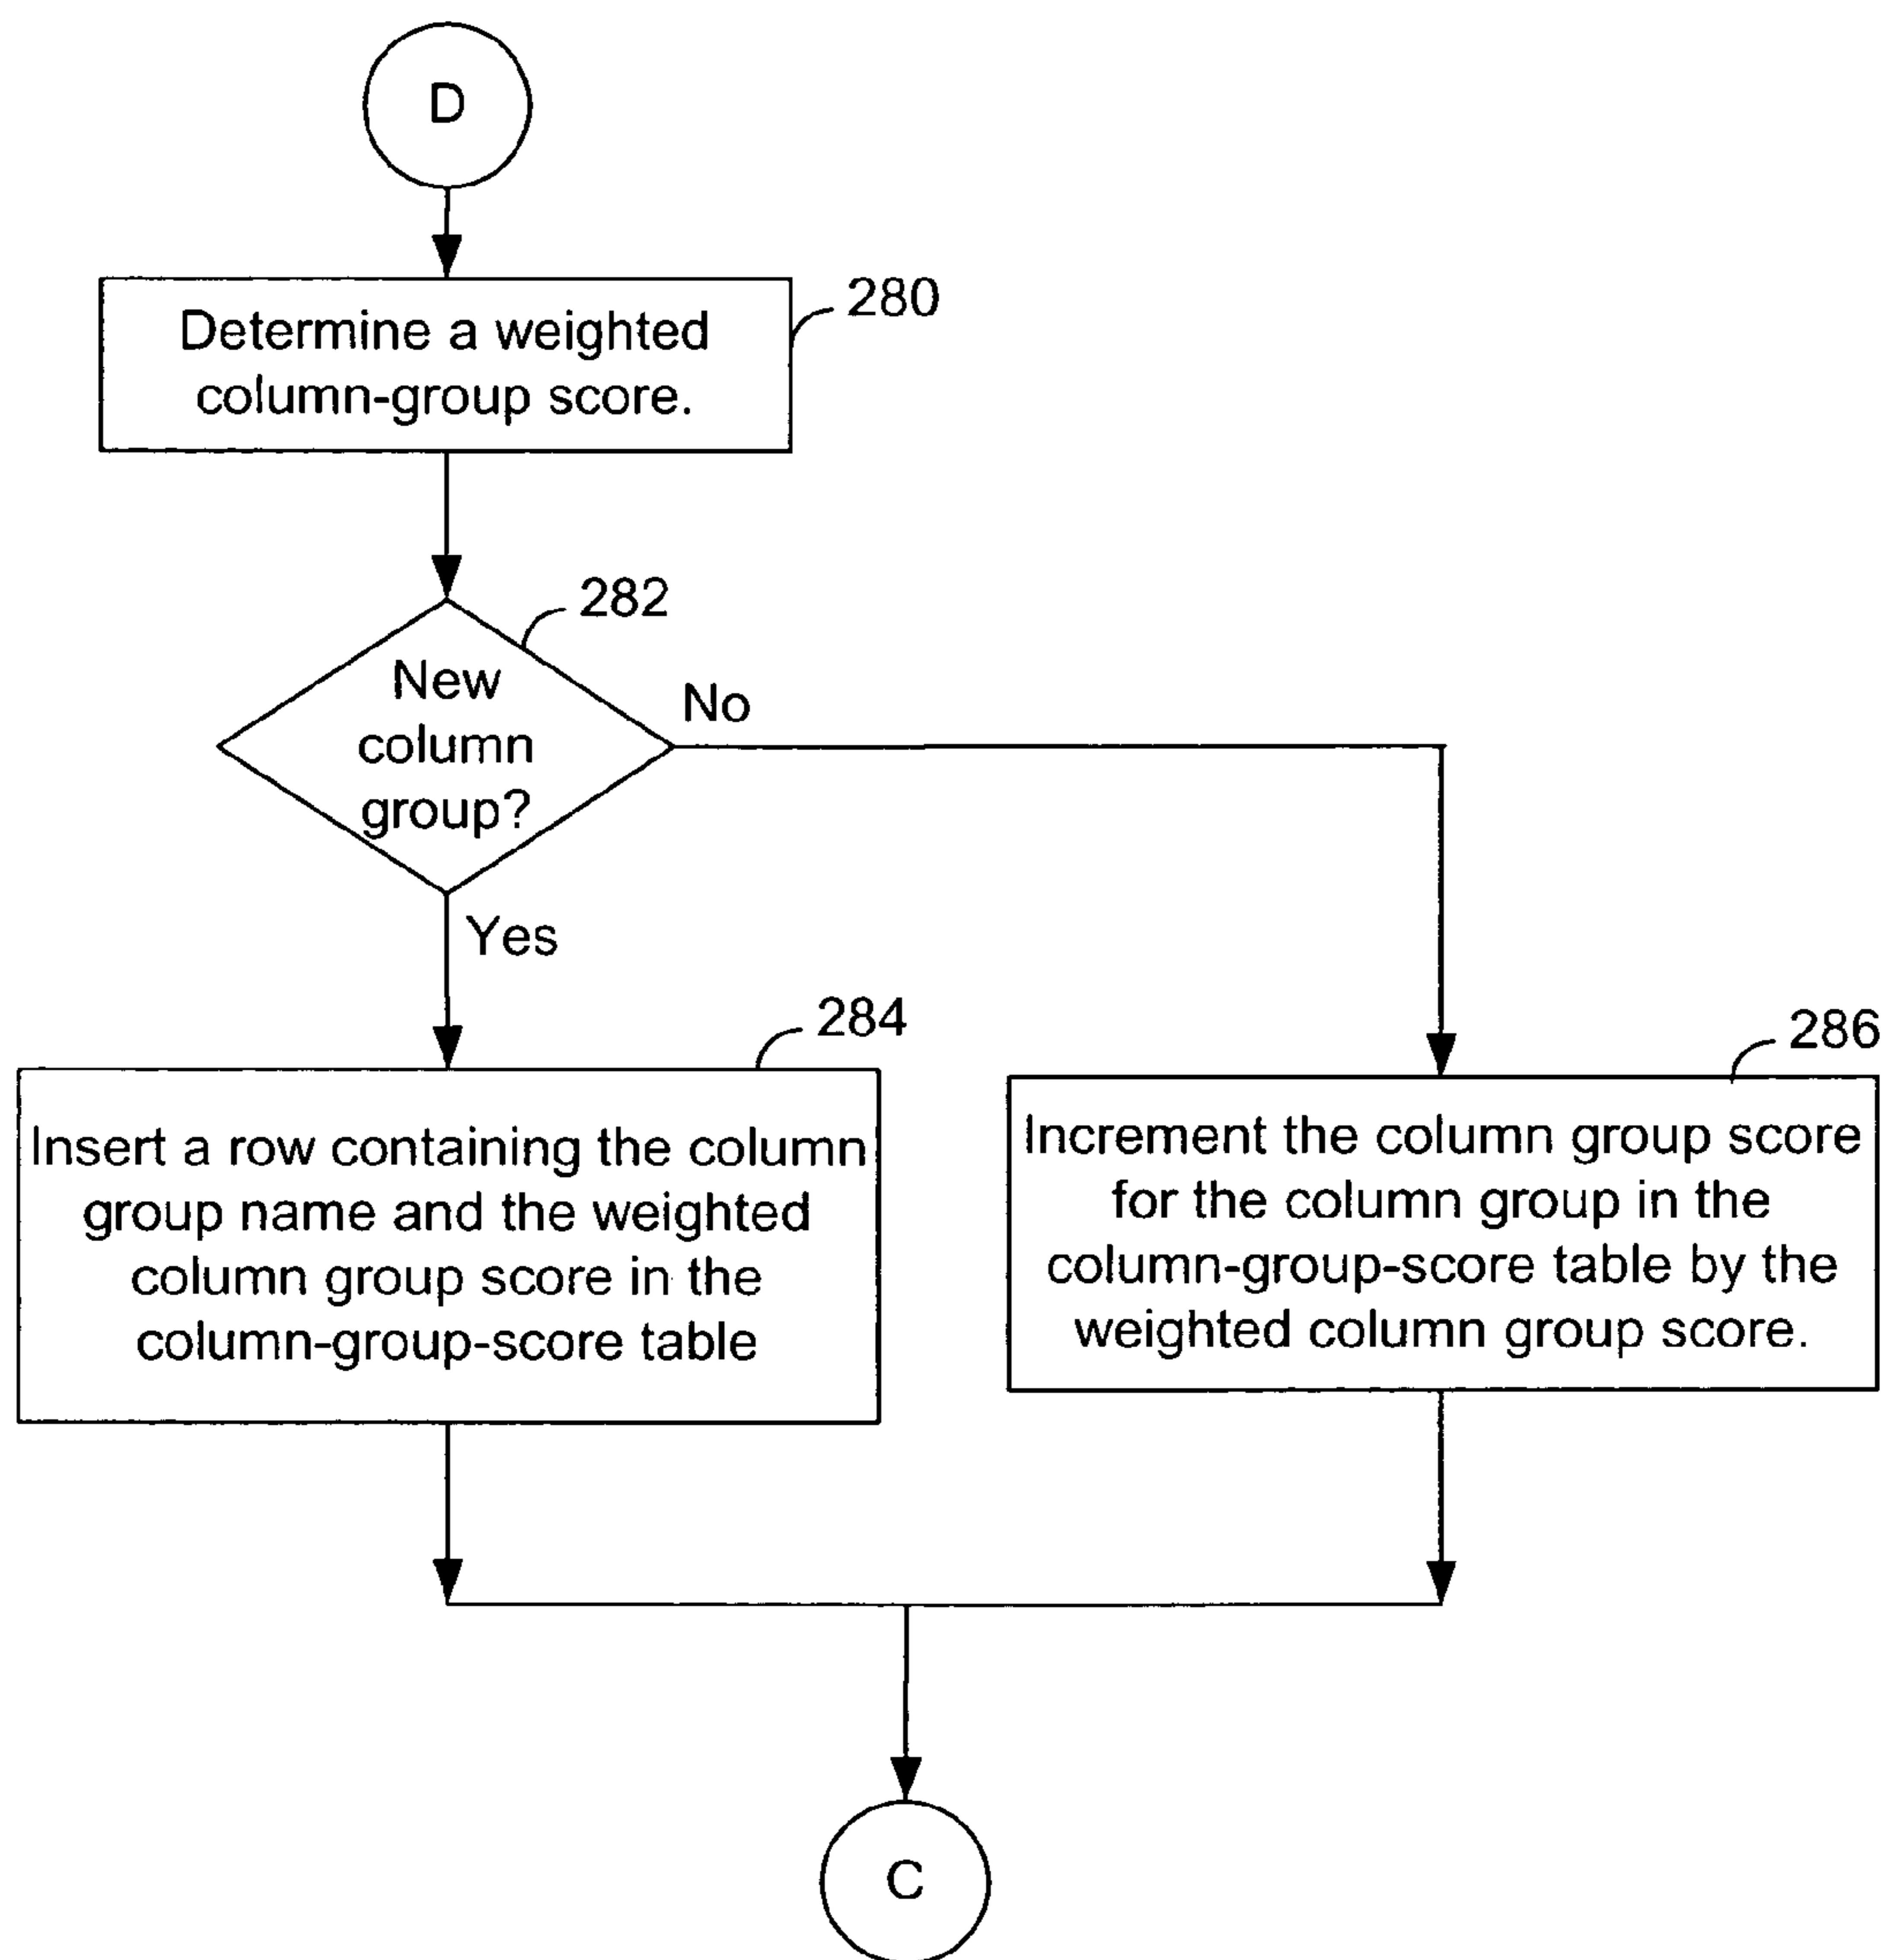 D
280
Determine a weighted
column-group score.
282
New
column
group?
No
Yes
284
Insert a row containing the column
group name and the weighted
column group score in the
column-group-score table
286
Increment the column group score
for the column group in the
column-group-score table by the
weighted column group score.
C